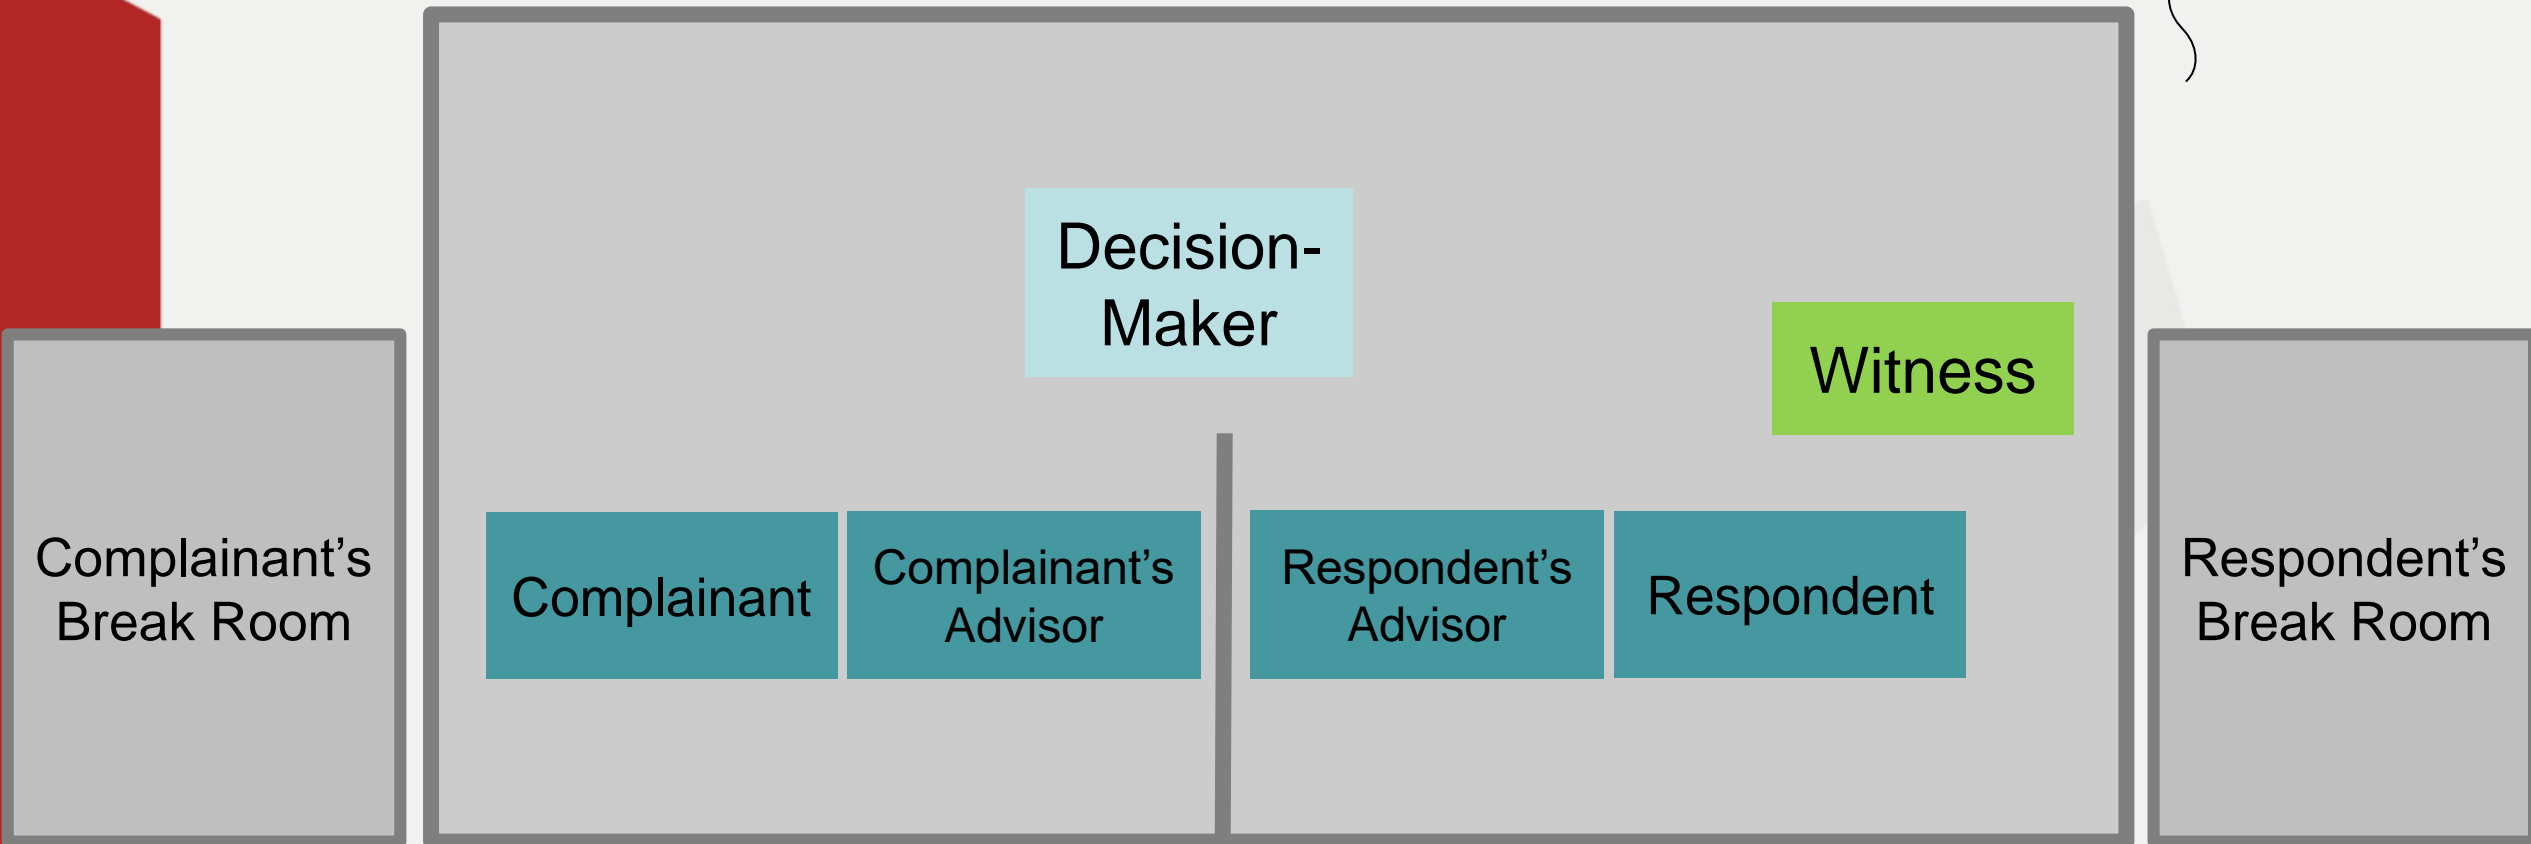 Decision-
Maker
Witness
Complainant’s
Break Room
Complainant
Complainant’s
Advisor
Respondent’s
Advisor
Respondent
Respondent’s
Break Room